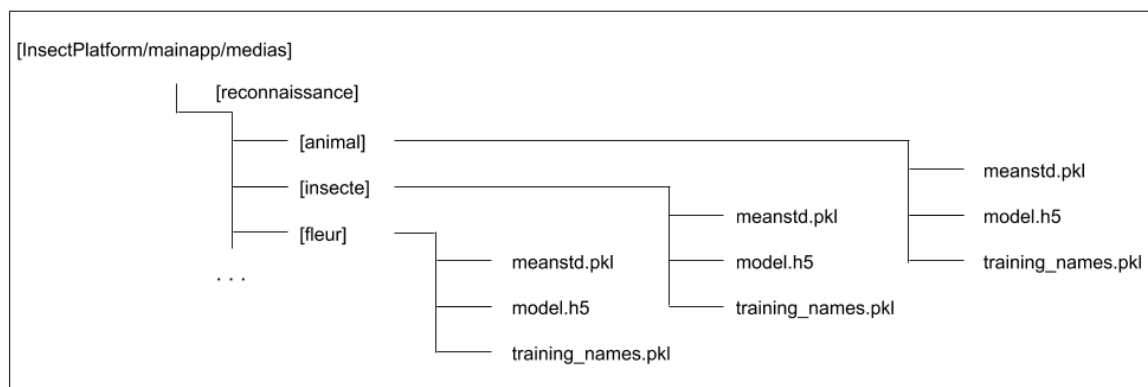 [InsectPlatform/mainapp/medias]
[reconnaissance]
[animal]
[insecte]
[fleur]
. . .
meanstd.pkl
model.h5
training_names.pkl
meanstd.pkl
model.h5
training_names.pkl
meanstd.pkl
model.h5
training_names.pkl